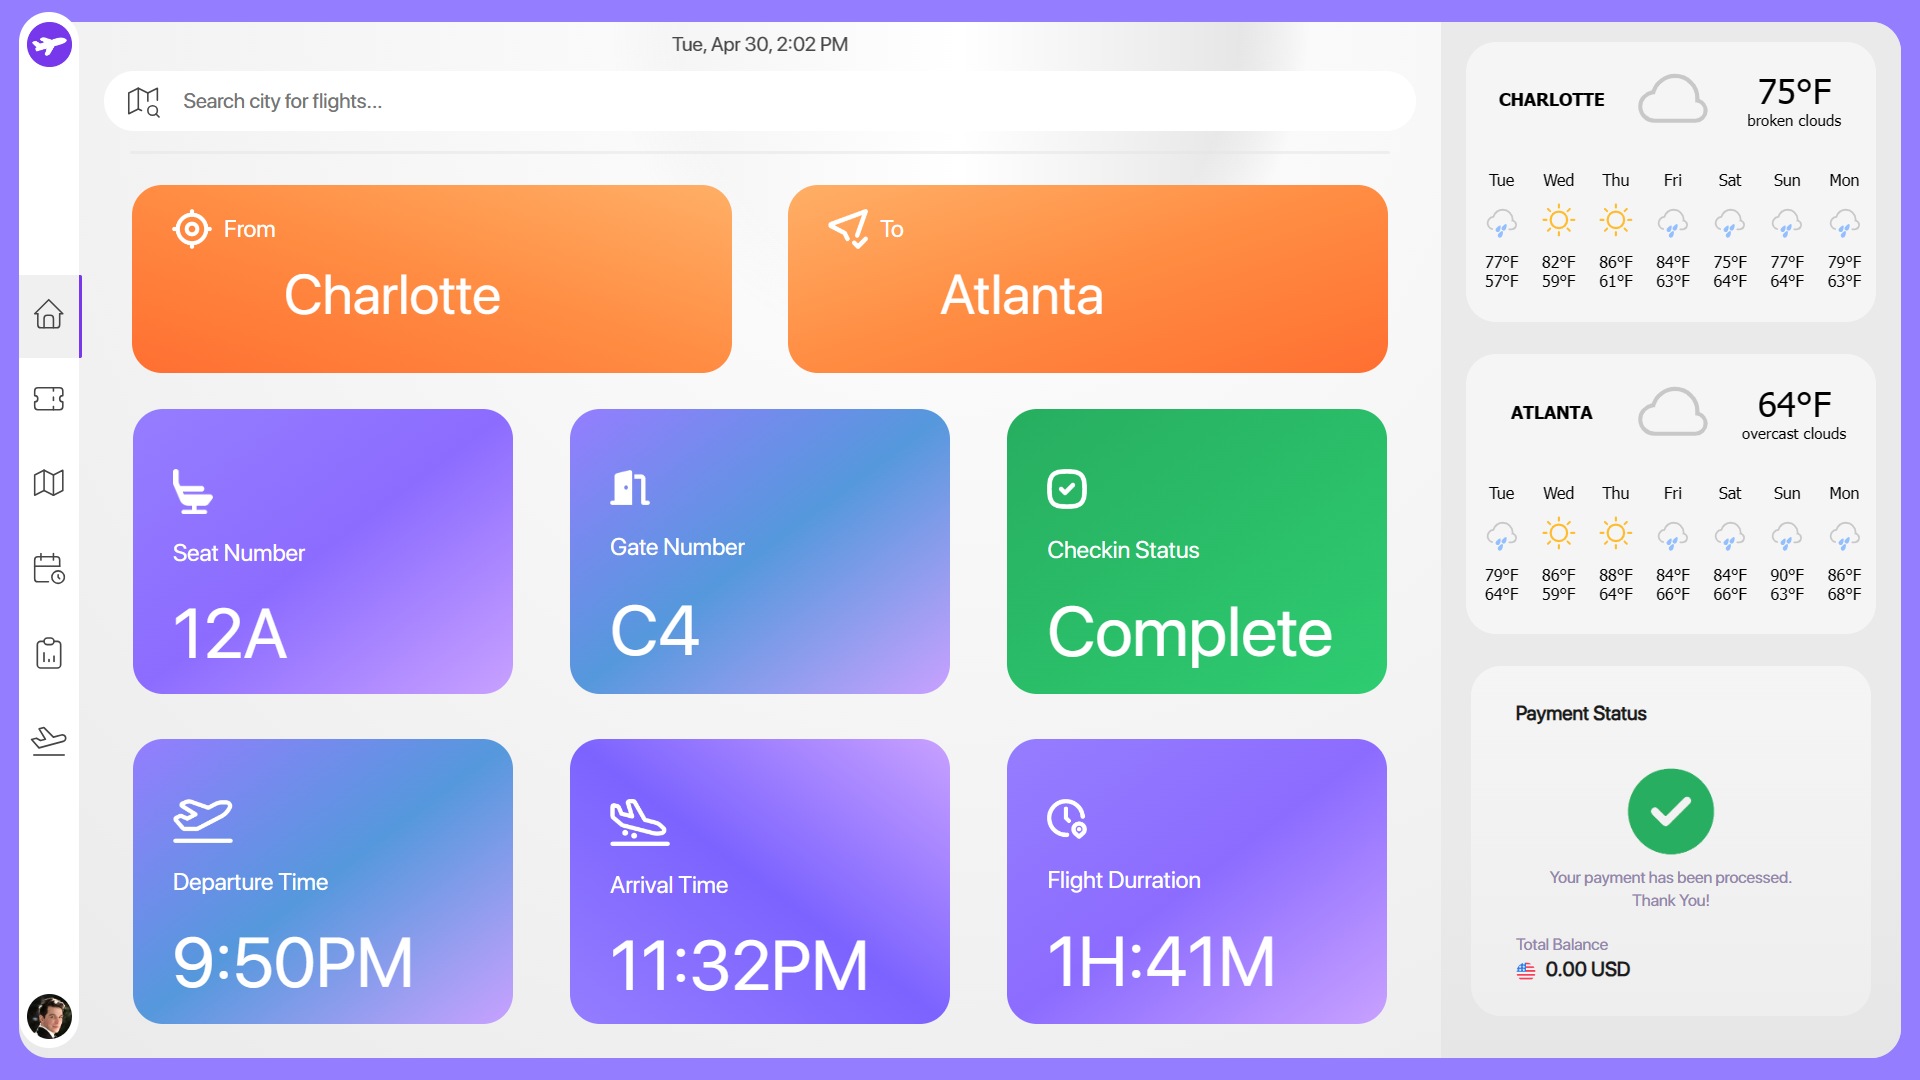 Tue, Apr 30, 2:02 PM
Search city for flights...
From
Charlotte
To
Atlanta
Seat Number
12A
Gate Number
C4
Checkin Status
Complete
Departure Time
9:50PM
Arrival Time
11:32PM
Flight Durration
1H:41M
CHARLOTTE
75°F
broken clouds
Tue Wed Thu Fri Sat Sun Mon
77°F 82°F 86°F 84°F 75°F 77°F 79°F
57°F 59°F 61°F 63°F 64°F 64°F 63°F
ATLANTA
64°F
overcast clouds
Tue Wed Thu Fri Sat Sun Mon
79°F 86°F 88°F 84°F 84°F 90°F 86°F
64°F 59°F 64°F 66°F 66°F 63°F 68°F
Payment Status
Your payment has been processed.
Thank You!
Total Balance
0.00 USD